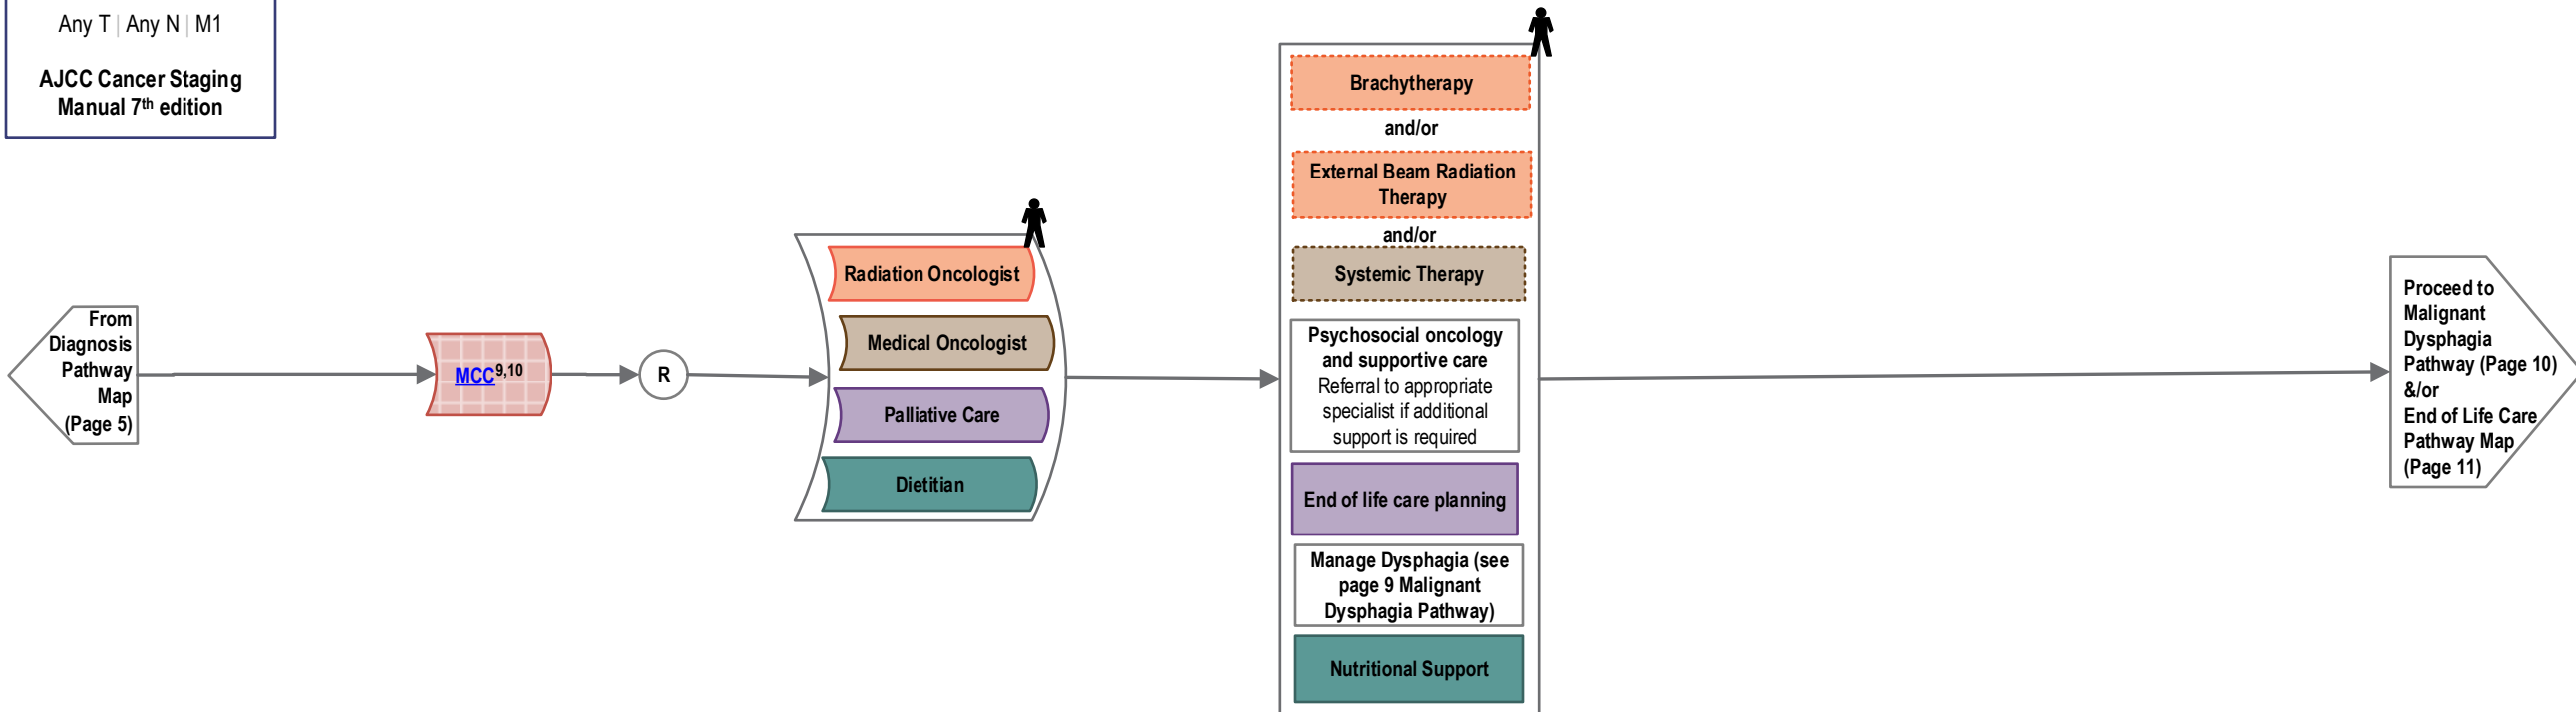 Any T | Any N | M1
AJCC Cancer Staging
Manual 7th edition
From
Diagnosis
Pathway
Map
(Page 5)
MCC9,10
R
Radiation Oncologist
Medical Oncologist
Palliative Care
Dietitian
Brachytherapy
and/or
External Beam Radiation
Therapy
and/or
Systemic Therapy
Psychosocial oncology
and supportive care
Referral to appropriate
specialist if additional
support is required
End of life care planning
Manage Dysphagia (see
page 9 Malignant
Dysphagia Pathway)
Nutritional Support
Proceed to
Malignant
Dysphagia
Pathway (Page 10)
&/or
End of Life Care
Pathway Map
(Page 11)